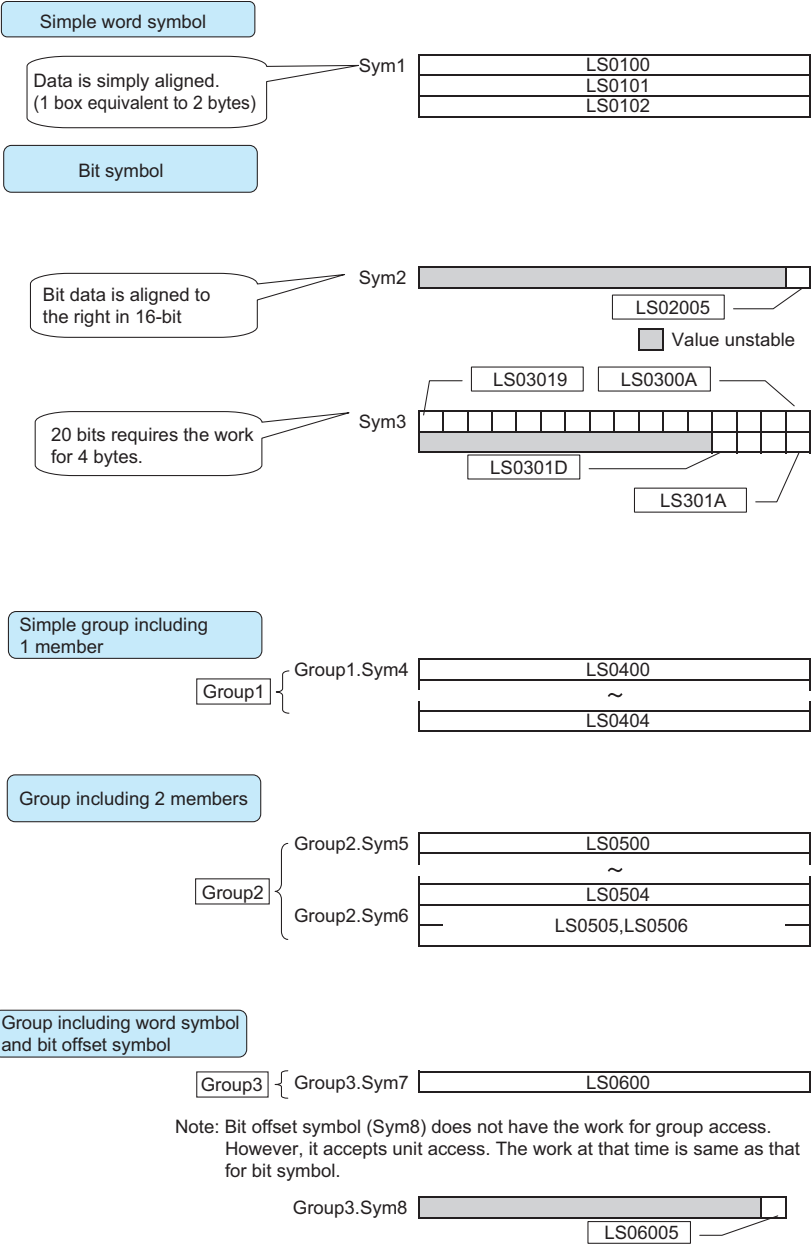 Simple word symbol
Data is simply aligned.
(1 box equivalent to 2 bytes)
Sym1
LS0100
LS0101
LS0102
Bit symbol
Bit data is aligned to
the right in 16-bit
Sym2
LS02005
Value unstable
LS03019
LS0300A
20 bits requires the work
for 4 bytes.
Sym3
LS0301D
LS301A
Simple group including
1 member
Group1
Group1.Sym4
LS0400
~
LS0404
Group including 2 members
Group2
Group2.Sym5
LS0500
~
LS0504
Group2.Sym6
LS0505,LS0506
Group including word symbol
and bit offset symbol
Group3
Group3.Sym7
LS0600
Note: Bit offset symbol (Sym8) does not have the work for group access.
However, it accepts unit access. The work at that time is same as that
for bit symbol.
Group3.Sym8
LS06005